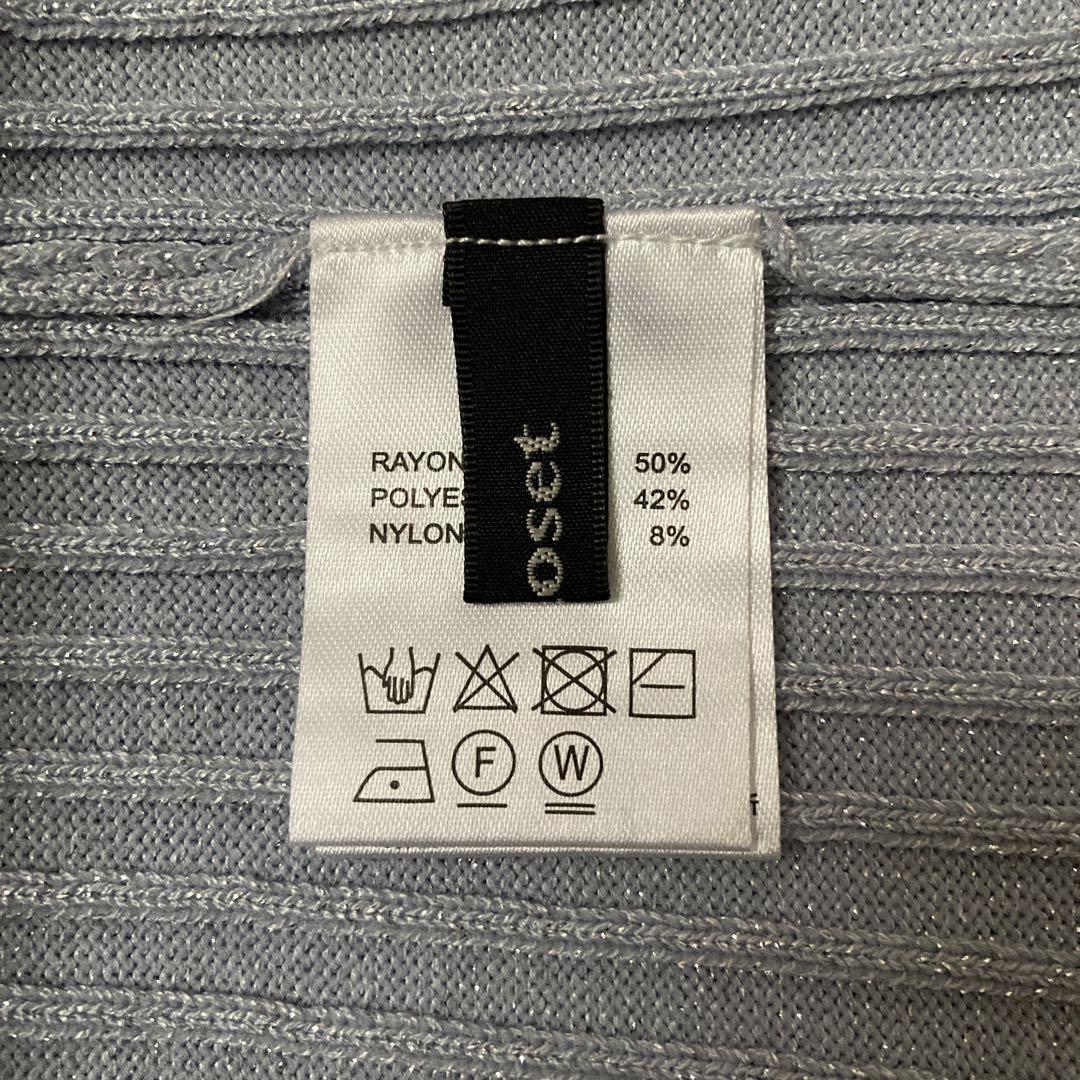 RAYON 50%
POLYES 42%
NYLON 8%
oset
F W